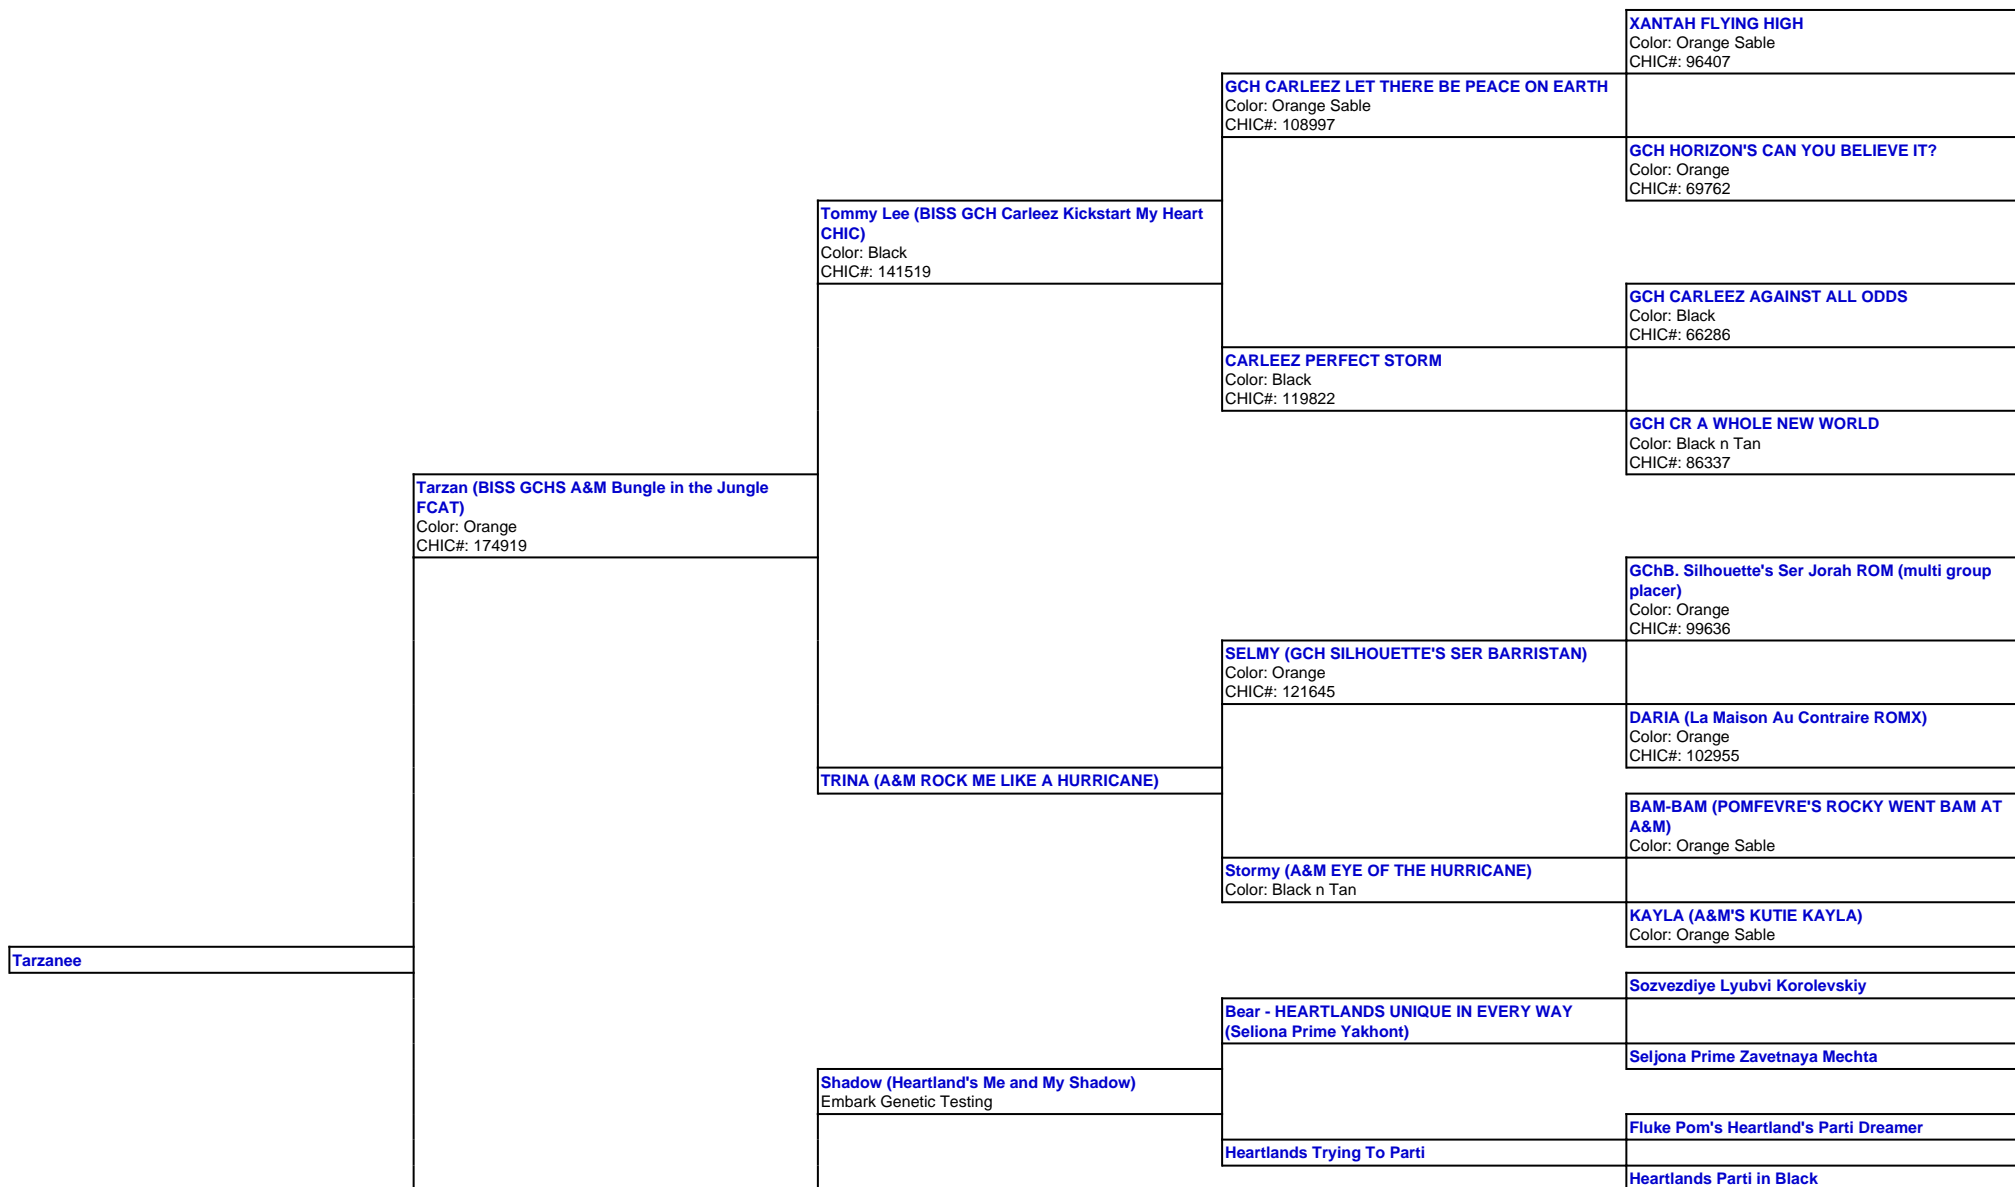 XANTAH FLYING HIGH
Color: Orange Sable
CHIC#: 96407
GCH CARLEEZ LET THERE BE PEACE ON EARTH
Color: Orange Sable
CHIC#: 108997
GCH HORIZON'S CAN YOU BELIEVE IT?
Color: Orange
CHIC#: 69762
Tommy Lee (BISS GCH Carleez Kickstart My Heart
CHIC)
Color: Black
CHIC#: 141519
GCH CARLEEZ AGAINST ALL ODDS
Color: Black
CHIC#: 66286
CARLEEZ PERFECT STORM
Color: Black
CHIC#: 119822
GCH CR A WHOLE NEW WORLD
Color: Black n Tan
CHIC#: 86337
Tarzan (BISS GCHS A&M Bungle in the Jungle
FCAT)
Color: Orange
CHIC#: 174919
GChB. Silhouette's Ser Jorah ROM (multi group
placer)
Color: Orange
CHIC#: 99636
SELMY (GCH SILHOUETTE'S SER BARRISTAN)
Color: Orange
CHIC#: 121645
DARIA (La Maison Au Contraire ROMX)
Color: Orange
CHIC#: 102955
TRINA (A&M ROCK ME LIKE A HURRICANE)
BAM-BAM (POMFEVRE'S ROCKY WENT BAM AT
A&M)
Color: Orange Sable
Stormy (A&M EYE OF THE HURRICANE)
Color: Black n Tan
KAYLA (A&M'S KUTIE KAYLA)
Color: Orange Sable
Tarzanee
Sozvezdiye Lyubvi Korolevskiy
Bear - HEARTLANDS UNIQUE IN EVERY WAY
(Seliona Prime Yakhont)
Seljona Prime Zavetnaya Mechta
Shadow (Heartland's Me and My Shadow)
Embark Genetic Testing
Fluke Pom's Heartland's Parti Dreamer
Heartlands Trying To Parti
Heartlands Parti in Black